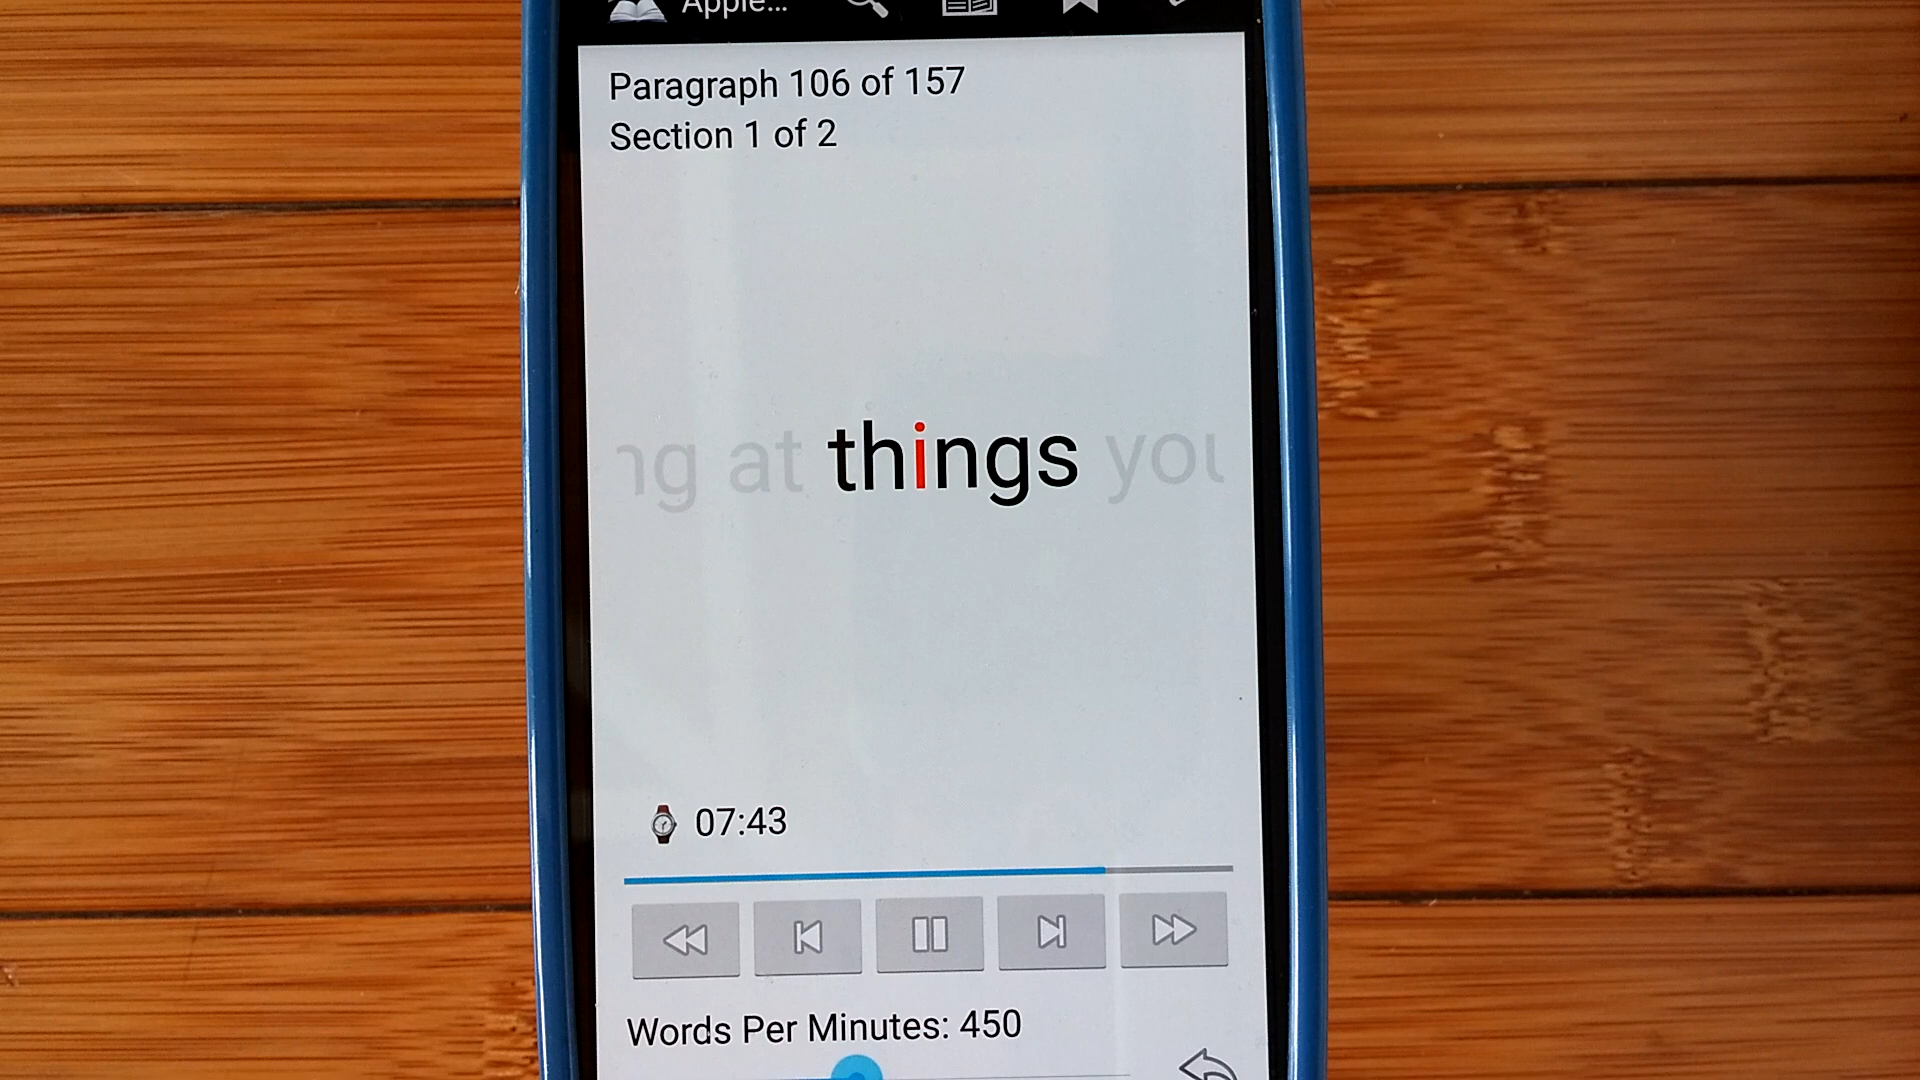 Apple...
Paragraph 106 of 157
Section 1 of 2
ng at things you
07:43
Words Per Minutes: 450